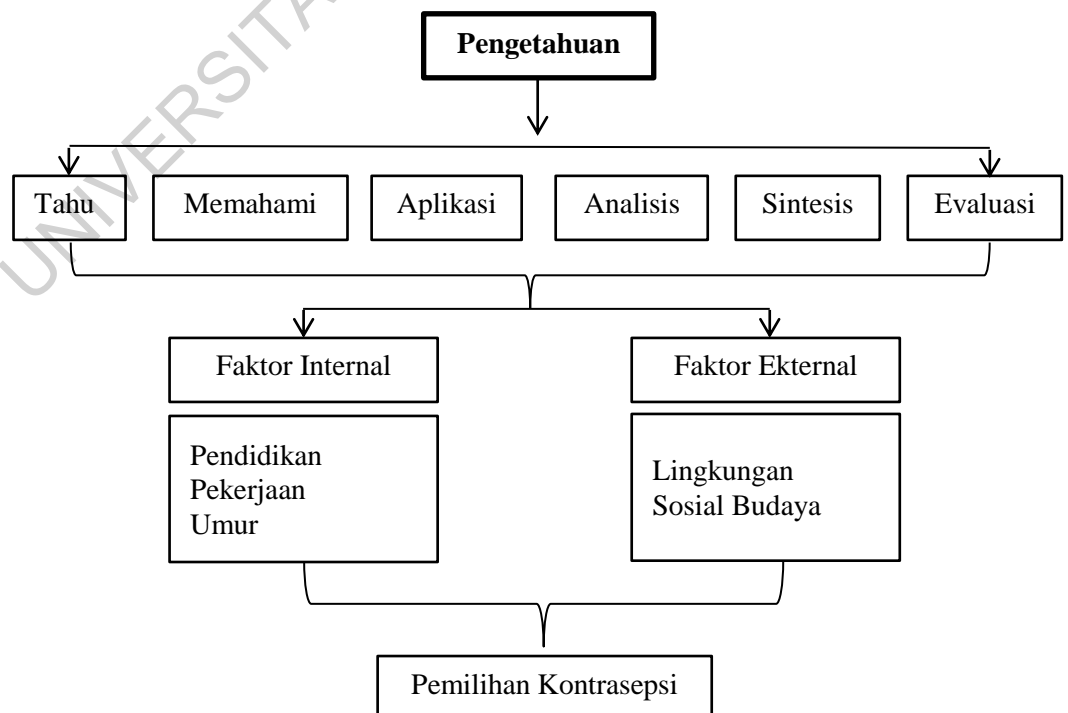 UNIVERSITA
Pengetahuan
Tahu
Memahami
Aplikasi
Analisis
Sintesis
Evaluasi
Faktor Internal
Faktor Ekternal
Pendidikan
Pekerjaan
Umur
Lingkungan
Sosial Budaya
Pemilihan Kontrasepsi